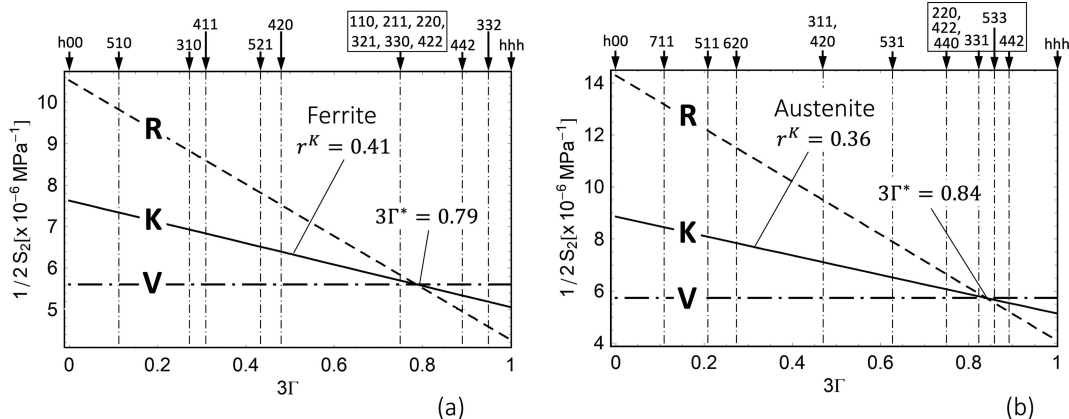 110, 211, 220,
411 420 332
h00 510 310 521 321, 330, 422 442 hhh
10
9
8
7
6
5
1 / 2 S₂[x 10⁻⁶ MPa⁻¹]
R
K
V
Ferrite
r^K = 0.41
3Γ* = 0.79
0 0.2 0.4 0.6 0.8 1
3Γ
(a)
220, 533
311, 422,
h00 711 511 620 420 531 440 331 442 hhh
14
12
10
8
6
4
1 / 2 S₂[x 10⁻⁶ MPa⁻¹]
R
K
V
Austenite
r^K = 0.36
3Γ* = 0.84
0 0.2 0.4 0.6 0.8 1
3Γ
(b)